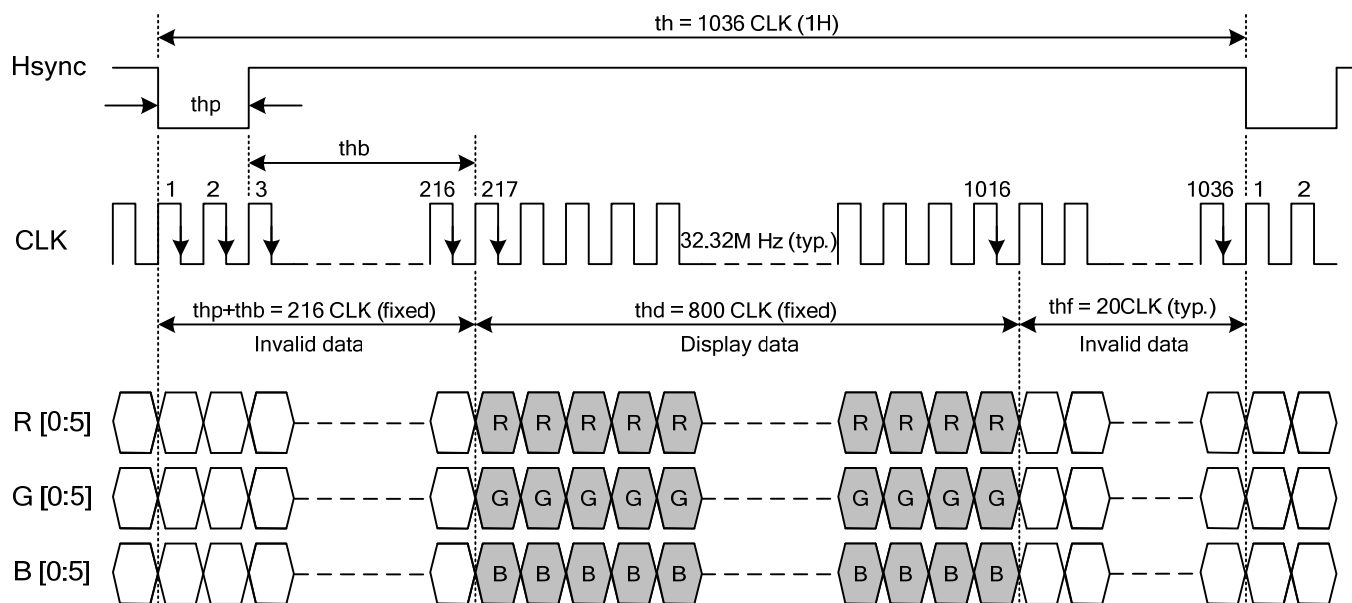 th = 1036 CLK (1H)
Hsync
thp
thb
1 2 3 216 217 1016 1036 1 2
CLK
32.32M Hz (typ.)
thp+thb = 216 CLK (fixed) thd = 800 CLK (fixed) thf = 20CLK (typ.)
Invalid data Display data Invalid data
R [0:5] R R R R R R R R R
G [0:5] G G G G G G G G G
B [0:5] B B B B B B B B B